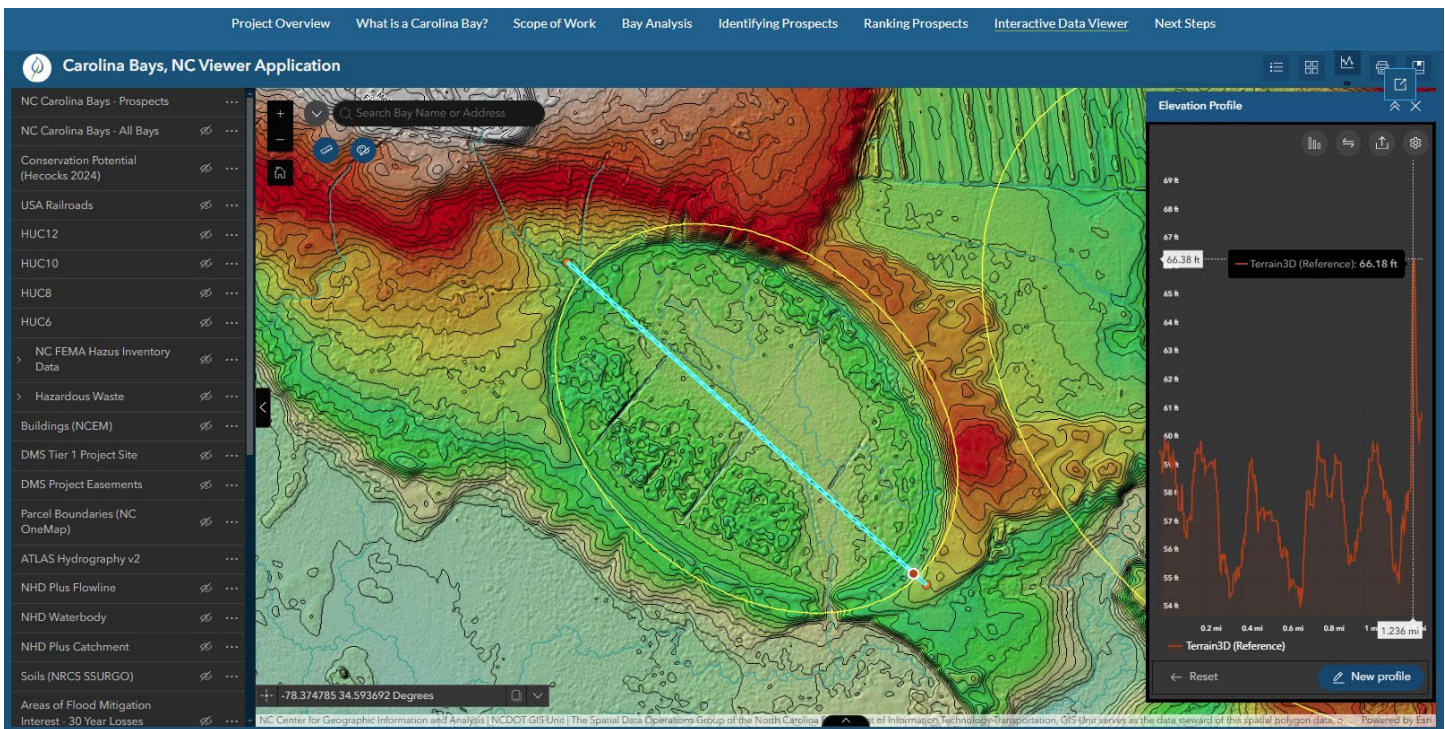 Project Overview What is a Carolina Bay? Scope of Work Bay Analysis Identifying Prospects Ranking Prospects Interactive Data Viewer Next Steps
Carolina Bays, NC Viewer Application
NC Carolina Bays - Prospects
NC Carolina Bays - All Bays
Conservation Potential
(Hecocks 2024)
USA Railroads
HUC12
HUC10
HUC8
HUC6
NC FEMA Hazus Inventory
Data
Hazardous Waste
Buildings (NCEM)
DMS Tier 1 Project Site
DMS Project Easements
Parcel Boundaries (NC
OneMap)
ATLAS Hydrography v2
NHD Plus Flowline
NHD Waterbody
NHD Plus Catchment
Soils (NRCS SSURGO)
Areas of Flood Mitigation
Interest - 30 Year Losses
Search Bay Name or Address
-78.374785 34.593692 Degrees
NC Center for Geographic Information and Analysis | NCDOT GIS Unit | The Spatial Data Operations Group of the North Carolina
of Information Technology-Transportation, GIS Unit serves as the data steward of this spatial polygon data, o...
Powered by Esri
Elevation Profile
69 ft
68 ft
67 ft
66.38 ft
Terrain3D (Reference): 66.18 ft
65 ft
64 ft
63 ft
62 ft
61 ft
60 ft
58 ft
57 ft
56 ft
55 ft
54 ft
0.2 mi 0.4 mi 0.6 mi 0.8 mi 1.236 mi
Terrain3D (Reference)
Reset
New profile